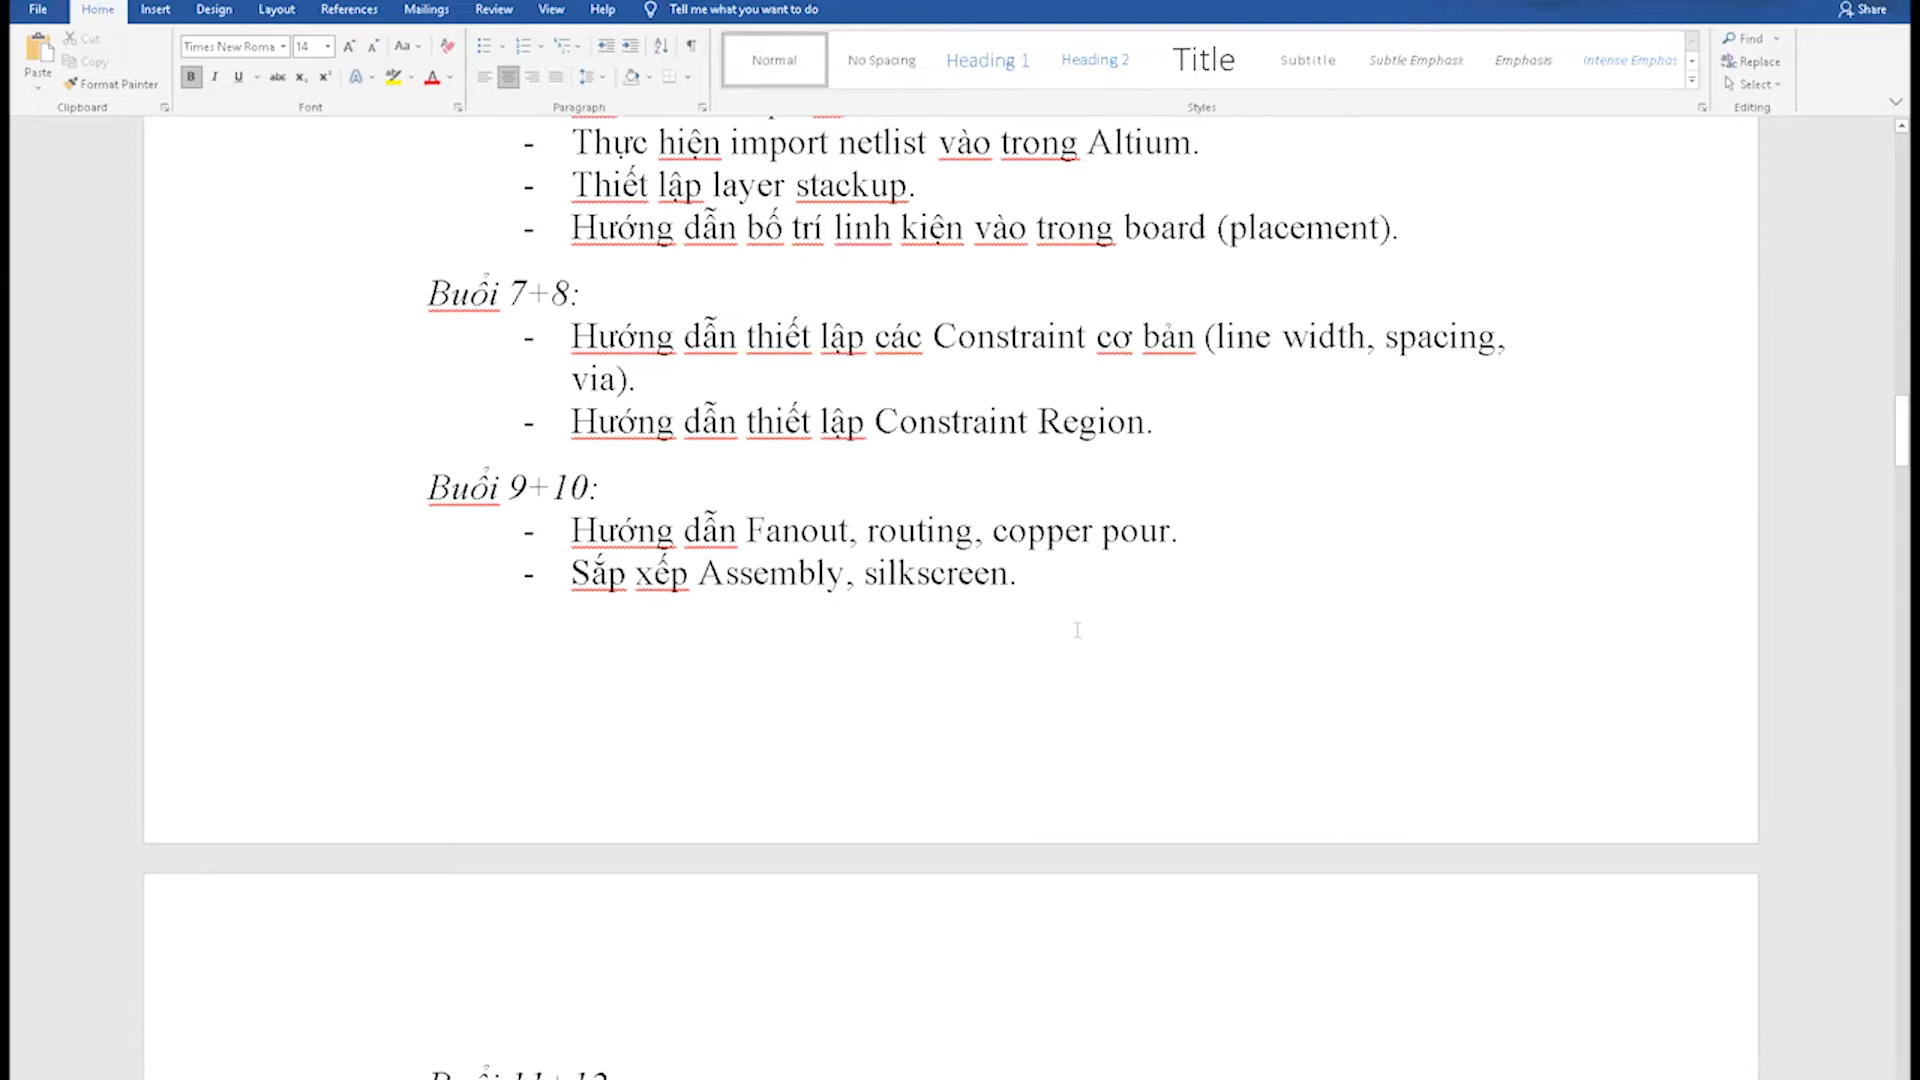 File Home Insert Design Layout References Mailings Review View Help Tell me what you want to do Share
Cut
Copy
Paste
Format Painter
Clipboard
Times New Roma 14
Font
Paragraph
Normal No Spacing Heading 1 Heading 2 Title Subtitle Subtle Emphasis Emphasis Intense Emphas
Styles
Find
Replace
Select
Editing
- Thực hiện import netlist vào trong Altium.
- Thiết lập layer stackup.
- Hướng dẫn bố trí linh kiện vào trong board (placement).
Buổi 7+8:
- Hướng dẫn thiết lập các Constraint cơ bản (line width, spacing,
via).
- Hướng dẫn thiết lập Constraint Region.
Buổi 9+10:
- Hướng dẫn Fanout, routing, copper pour.
- Sắp xếp Assembly, silkscreen.
Buổi 11+12